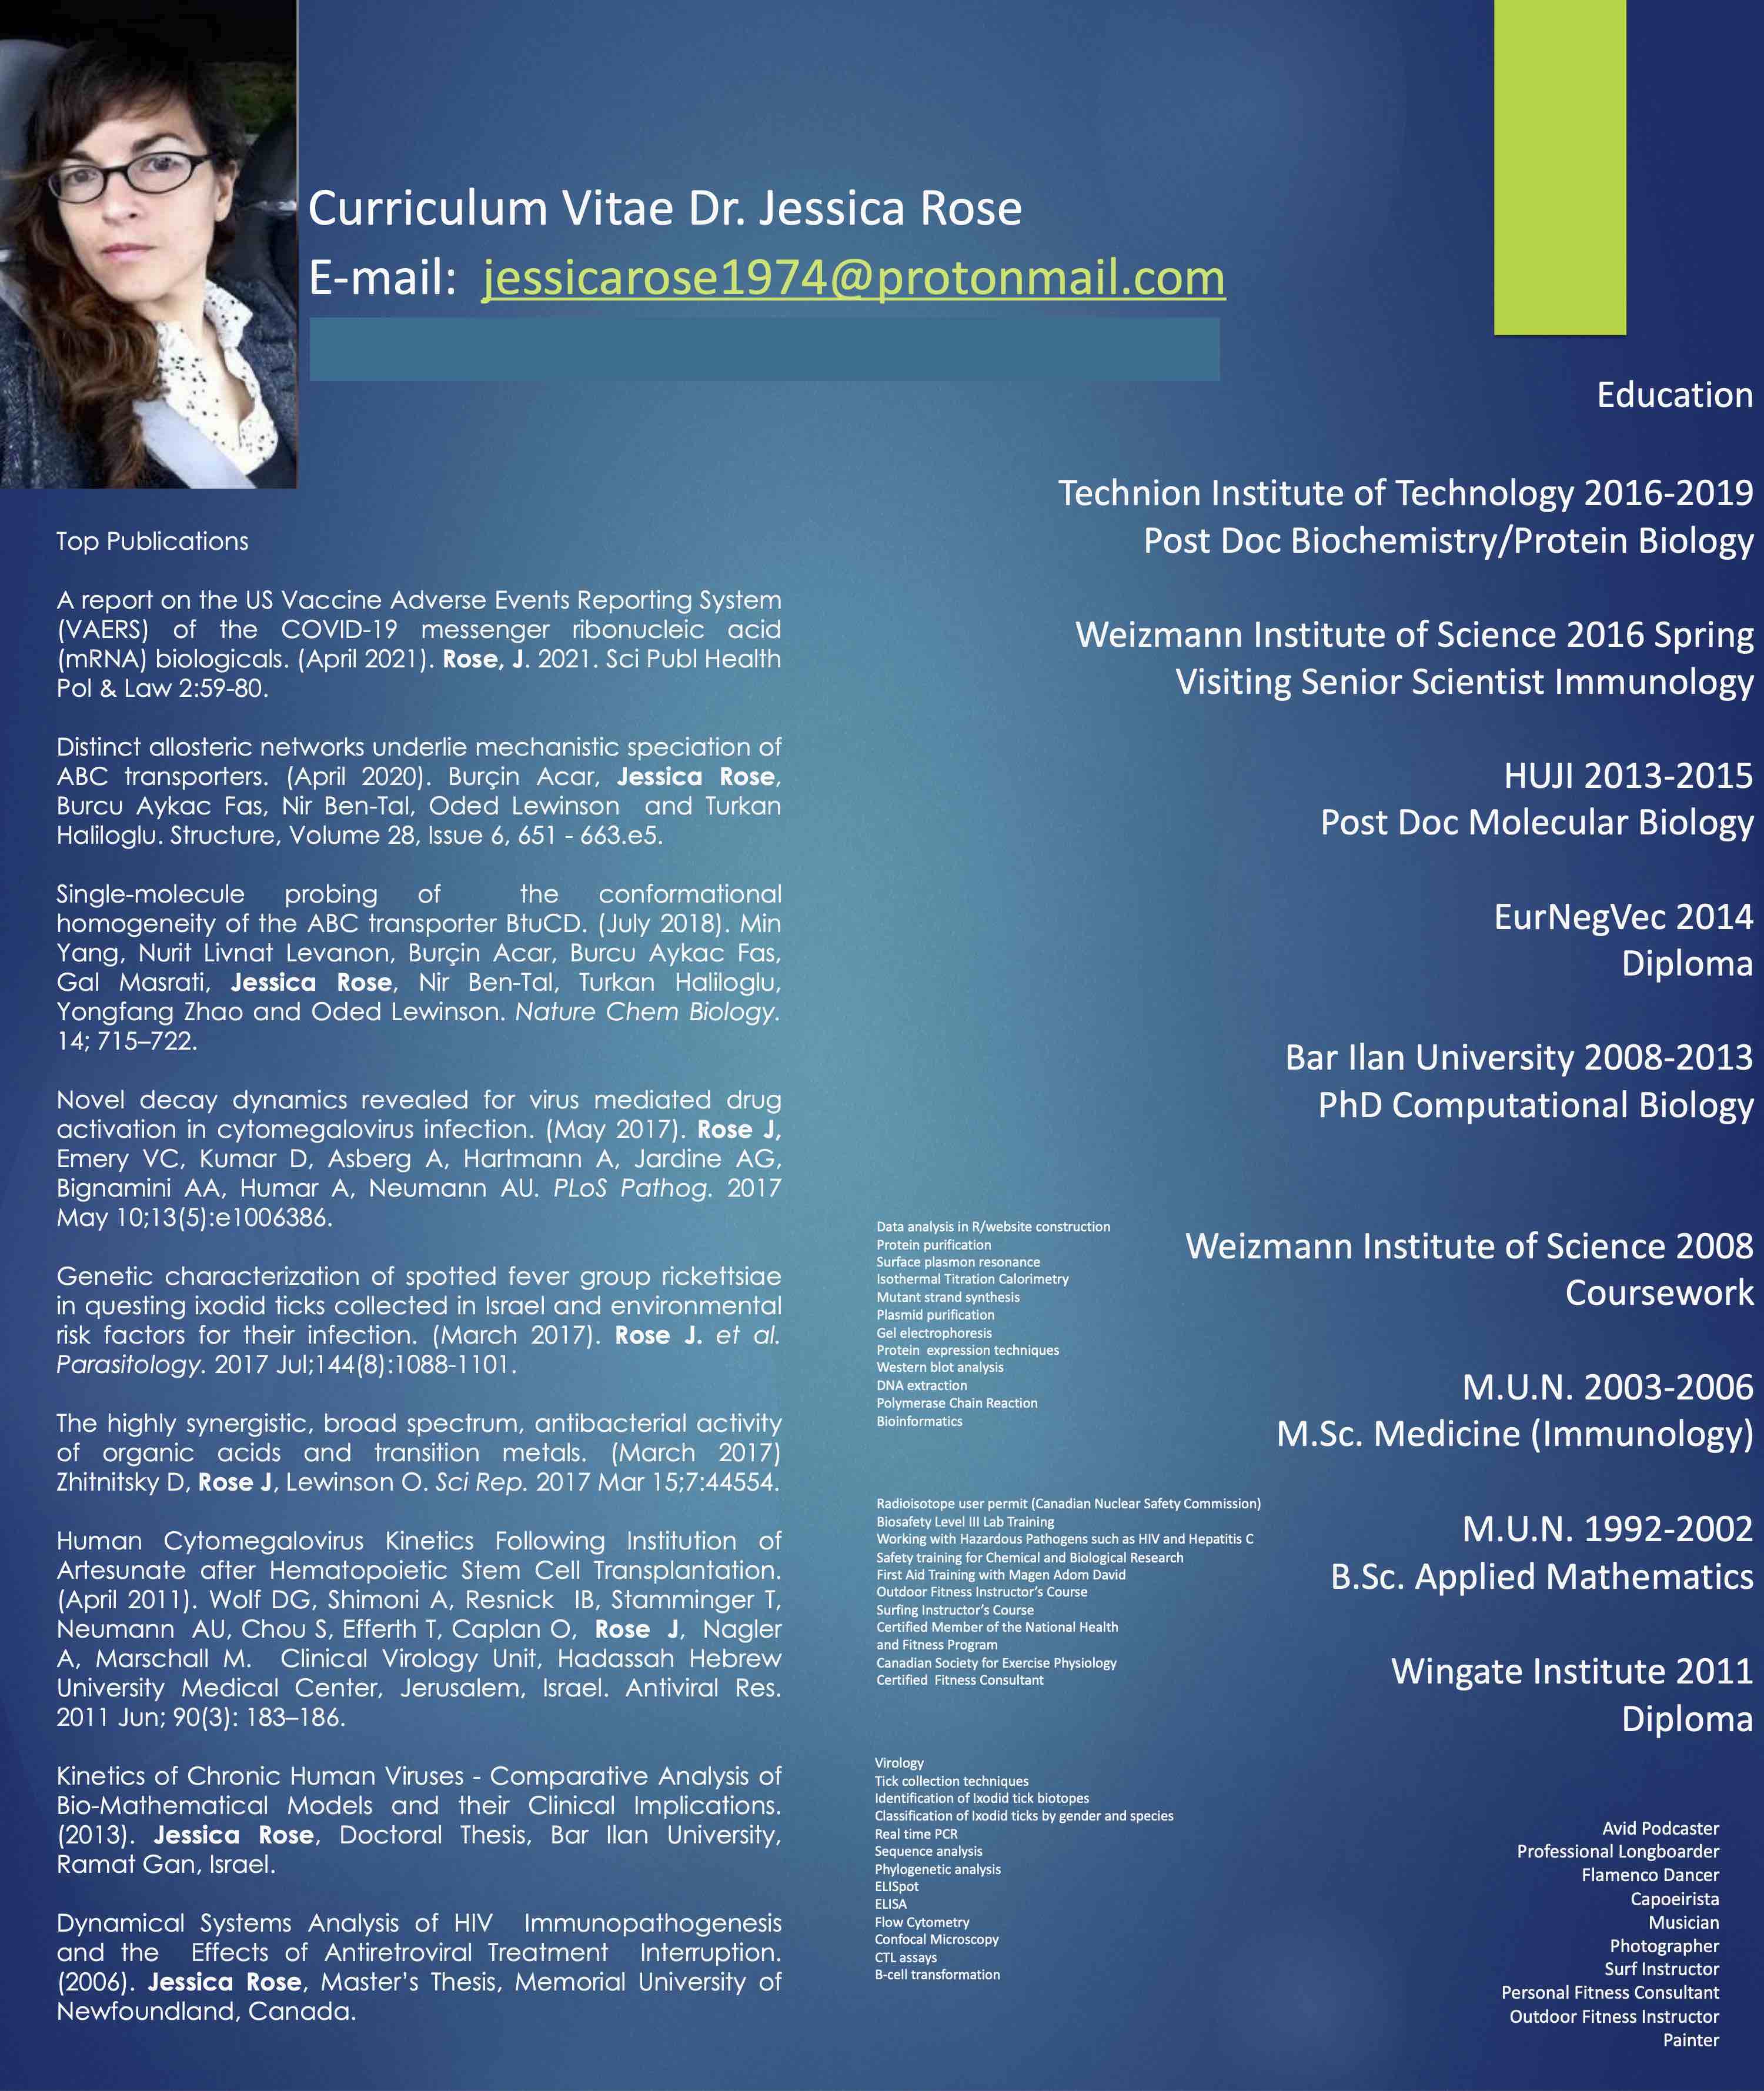 Curriculum Vitae Dr. Jessica Rose
E-mail: jessicarose1974@protonmail.com
Top Publications
A report on the US Vaccine Adverse Events Reporting System
(VAERS) of the COVID-19 messenger ribonucleic acid
(mRNA) biologicals. (April 2021). Rose, J. 2021. Sci Publ Health
Pol & Law 2:59-80.
Distinct allosteric networks underlie mechanistic speciation of
ABC transporters. (April 2020). Burçin Acar, Jessica Rose,
Burcu Aykac Fas, Nir Ben-Tal, Oded Lewinson and Turkan
Haliloglu. Structure, Volume 28, Issue 6, 651 - 663.e5.
Single-molecule probing of the conformational
homogeneity of the ABC transporter BtuCD. (July 2018). Min
Yang, Nurit Livnat Levanon, Burçin Acar, Burcu Aykac Fas,
Gal Masrati, Jessica Rose, Nir Ben-Tal, Turkan Haliloglu,
Yongfang Zhao and Oded Lewinson. Nature Chem Biology.
14; 715–722.
Novel decay dynamics revealed for virus mediated drug
activation in cytomegalovirus infection. (May 2017). Rose J,
Emery VC, Kumar D, Asberg A, Hartmann A, Jardine AG,
Bignamini AA, Humar A, Neumann AU. PLoS Pathog. 2017
May 10;13(5):e1006386.
Genetic characterization of spotted fever group rickettsiae
in questing ixodid ticks collected in Israel and environmental
risk factors for their infection. (March 2017). Rose J. et al.
Parasitology. 2017 Jul;144(8):1088-1101.
The highly synergistic, broad spectrum, antibacterial activity
of organic acids and transition metals. (March 2017)
Zhitnitsky D, Rose J, Lewinson O. Sci Rep. 2017 Mar 15;7:44554.
Human Cytomegalovirus Kinetics Following Institution of
Artesunate after Hematopoietic Stem Cell Transplantation.
(April 2011). Wolf DG, Shimoni A, Resnick IB, Stamminger T,
Neumann AU, Chou S, Efferth T, Caplan O, Rose J, Nagler
A, Marschall M. Clinical Virology Unit, Hadassah Hebrew
University Medical Center, Jerusalem, Israel. Antiviral Res.
2011 Jun; 90(3): 183–186.
Kinetics of Chronic Human Viruses - Comparative Analysis of
Bio-Mathematical Models and their Clinical Implications.
(2013). Jessica Rose, Doctoral Thesis, Bar Ilan University,
Ramat Gan, Israel.
Dynamical Systems Analysis of HIV Immunopathogenesis
and the Effects of Antiretroviral Treatment Interruption.
(2006). Jessica Rose, Master's Thesis, Memorial University of
Newfoundland, Canada.
Data analysis in R/website construction
Protein purification
Surface plasmon resonance
Isothermal Titration Calorimetry
Mutant strand synthesis
Plasmid purification
Gel electrophoresis
Protein expression techniques
Western blot analysis
DNA extraction
Polymerase Chain Reaction
Bioinformatics
Radioisotope user permit (Canadian Nuclear Safety Commission)
Biosafety Level III Lab Training
Working with Hazardous Pathogens such as HIV and Hepatitis C
Safety training for Chemical and Biological Research
First Aid Training with Magen Adom David
Outdoor Fitness Instructor's Course
Surfing Instructor's Course
Certified Member of the National Health
and Fitness Program
Canadian Society for Exercise Physiology
Certified Fitness Consultant
Virology
Tick collection techniques
Identification of Ixodid tick biotopes
Classification of Ixodid ticks by gender and species
Real time PCR
Sequence analysis
Phylogenetic analysis
ELISpot
ELISA
Flow Cytometry
Confocal Microscopy
CTL assays
B-cell transformation
Education
Technion Institute of Technology 2016-2019
Post Doc Biochemistry/Protein Biology
Weizmann Institute of Science 2016 Spring
Visiting Senior Scientist Immunology
HUJI 2013-2015
Post Doc Molecular Biology
EurNegVec 2014
Diploma
Bar Ilan University 2008-2013
PhD Computational Biology
Weizmann Institute of Science 2008
Coursework
M.U.N. 2003-2006
M.Sc. Medicine (Immunology)
M.U.N. 1992-2002
B.Sc. Applied Mathematics
Wingate Institute 2011
Diploma
Avid Podcaster
Professional Longboarder
Flamenco Dancer
Capoeirista
Musician
Photographer
Surf Instructor
Personal Fitness Consultant
Outdoor Fitness Instructor
Painter